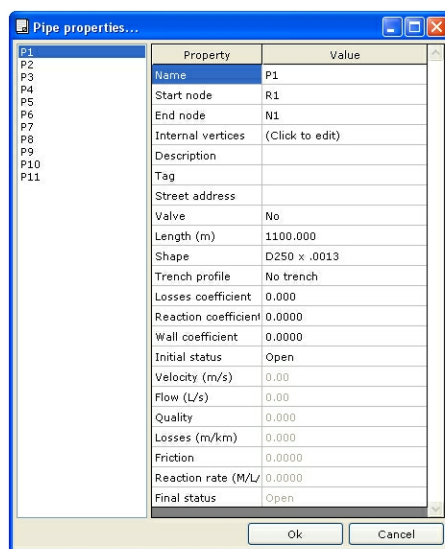 Pipe properties...
P1
P2
P3
P4
P5
P6
P7
P8
P9
P10
P11
Property Value
Name P1
Start node R1
End node N1
Internal vertices (Click to edit)
Description
Tag
Street address
Valve No
Length (m) 1100.000
Shape D250 x .0013
Trench profile No trench
Losses coefficient 0.000
Reaction coefficient 0.0000
Wall coefficient 0.0000
Initial status Open
Velocity (m/s) 0.00
Flow (L/s) 0.00
Quality 0.000
Losses (m/km) 0.000
Friction 0.0000
Reaction rate (M/L/ 0.0000
Final status Open
Ok Cancel